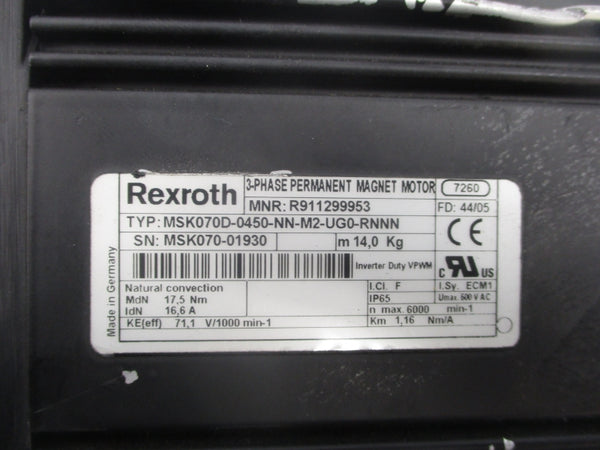 Rexroth
3-PHASE PERMANENT MAGNET MOTOR
7260
MNR: R911299953
FD: 44/05
TYP: MSK070D-0450-NN-M2-UG0-RNNN
SN: MSK070-01930
m 14,0 Kg
CE
Inverter Duty VPWM
c RU US
Made in Germany
Natural convection
MdN 17,5 Nm
IdN 16,6 A
KE(eff) 71,1 V/1000 min-1
I.Cl. F
I.Sy. ECM1
IP65
Umax. 600 V AC
n max. 6000 min-1
Km 1,16 Nm/A